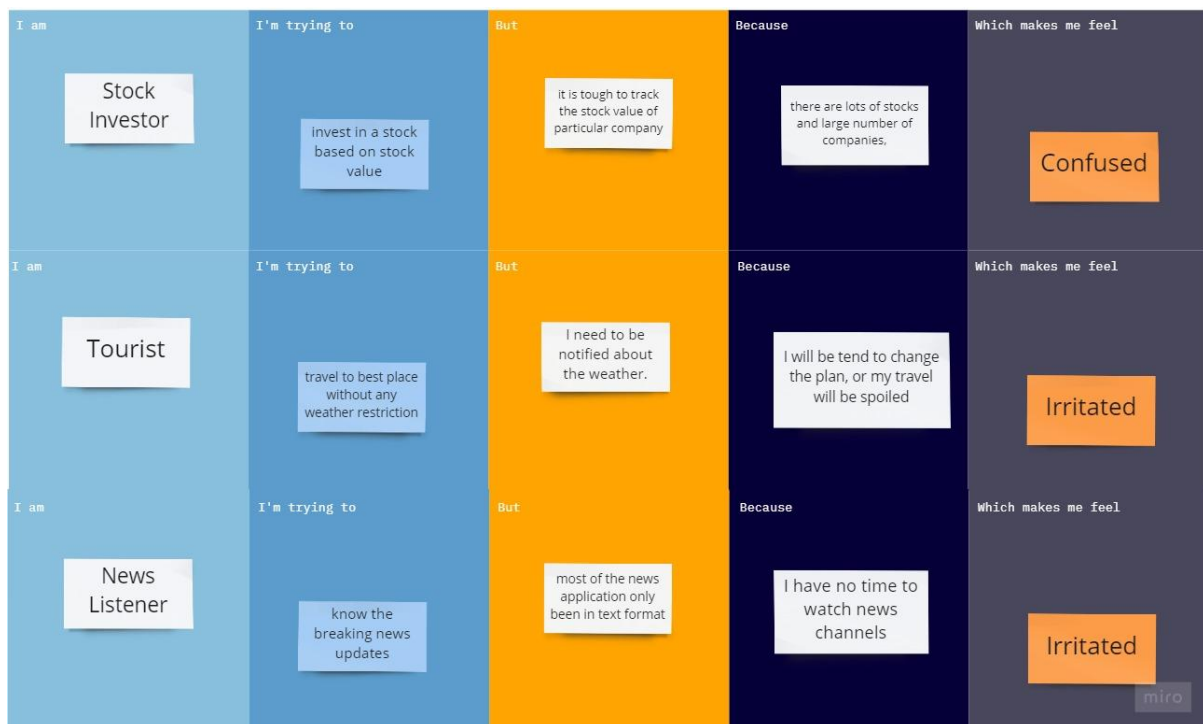 I am
Stock
Investor
I'm trying to
invest in a stock
based on stock
value
But
it is tough to track
the stock value of
particular company
Because
there are lots of stocks
and large number of
companies,
Which makes me feel
Confused
I am
Tourist
I'm trying to
travel to best place
without any
weather restriction
But
I need to be
notified about
the weather.
Because
I will be tend to change
the plan, or my travel
will be spoiled
Which makes me feel
Irritated
I am
News
Listener
I'm trying to
know the
breaking news
updates
But
most of the news
application only
been in text format
Because
I have no time to
watch news
channels
Which makes me feel
Irritated
miro